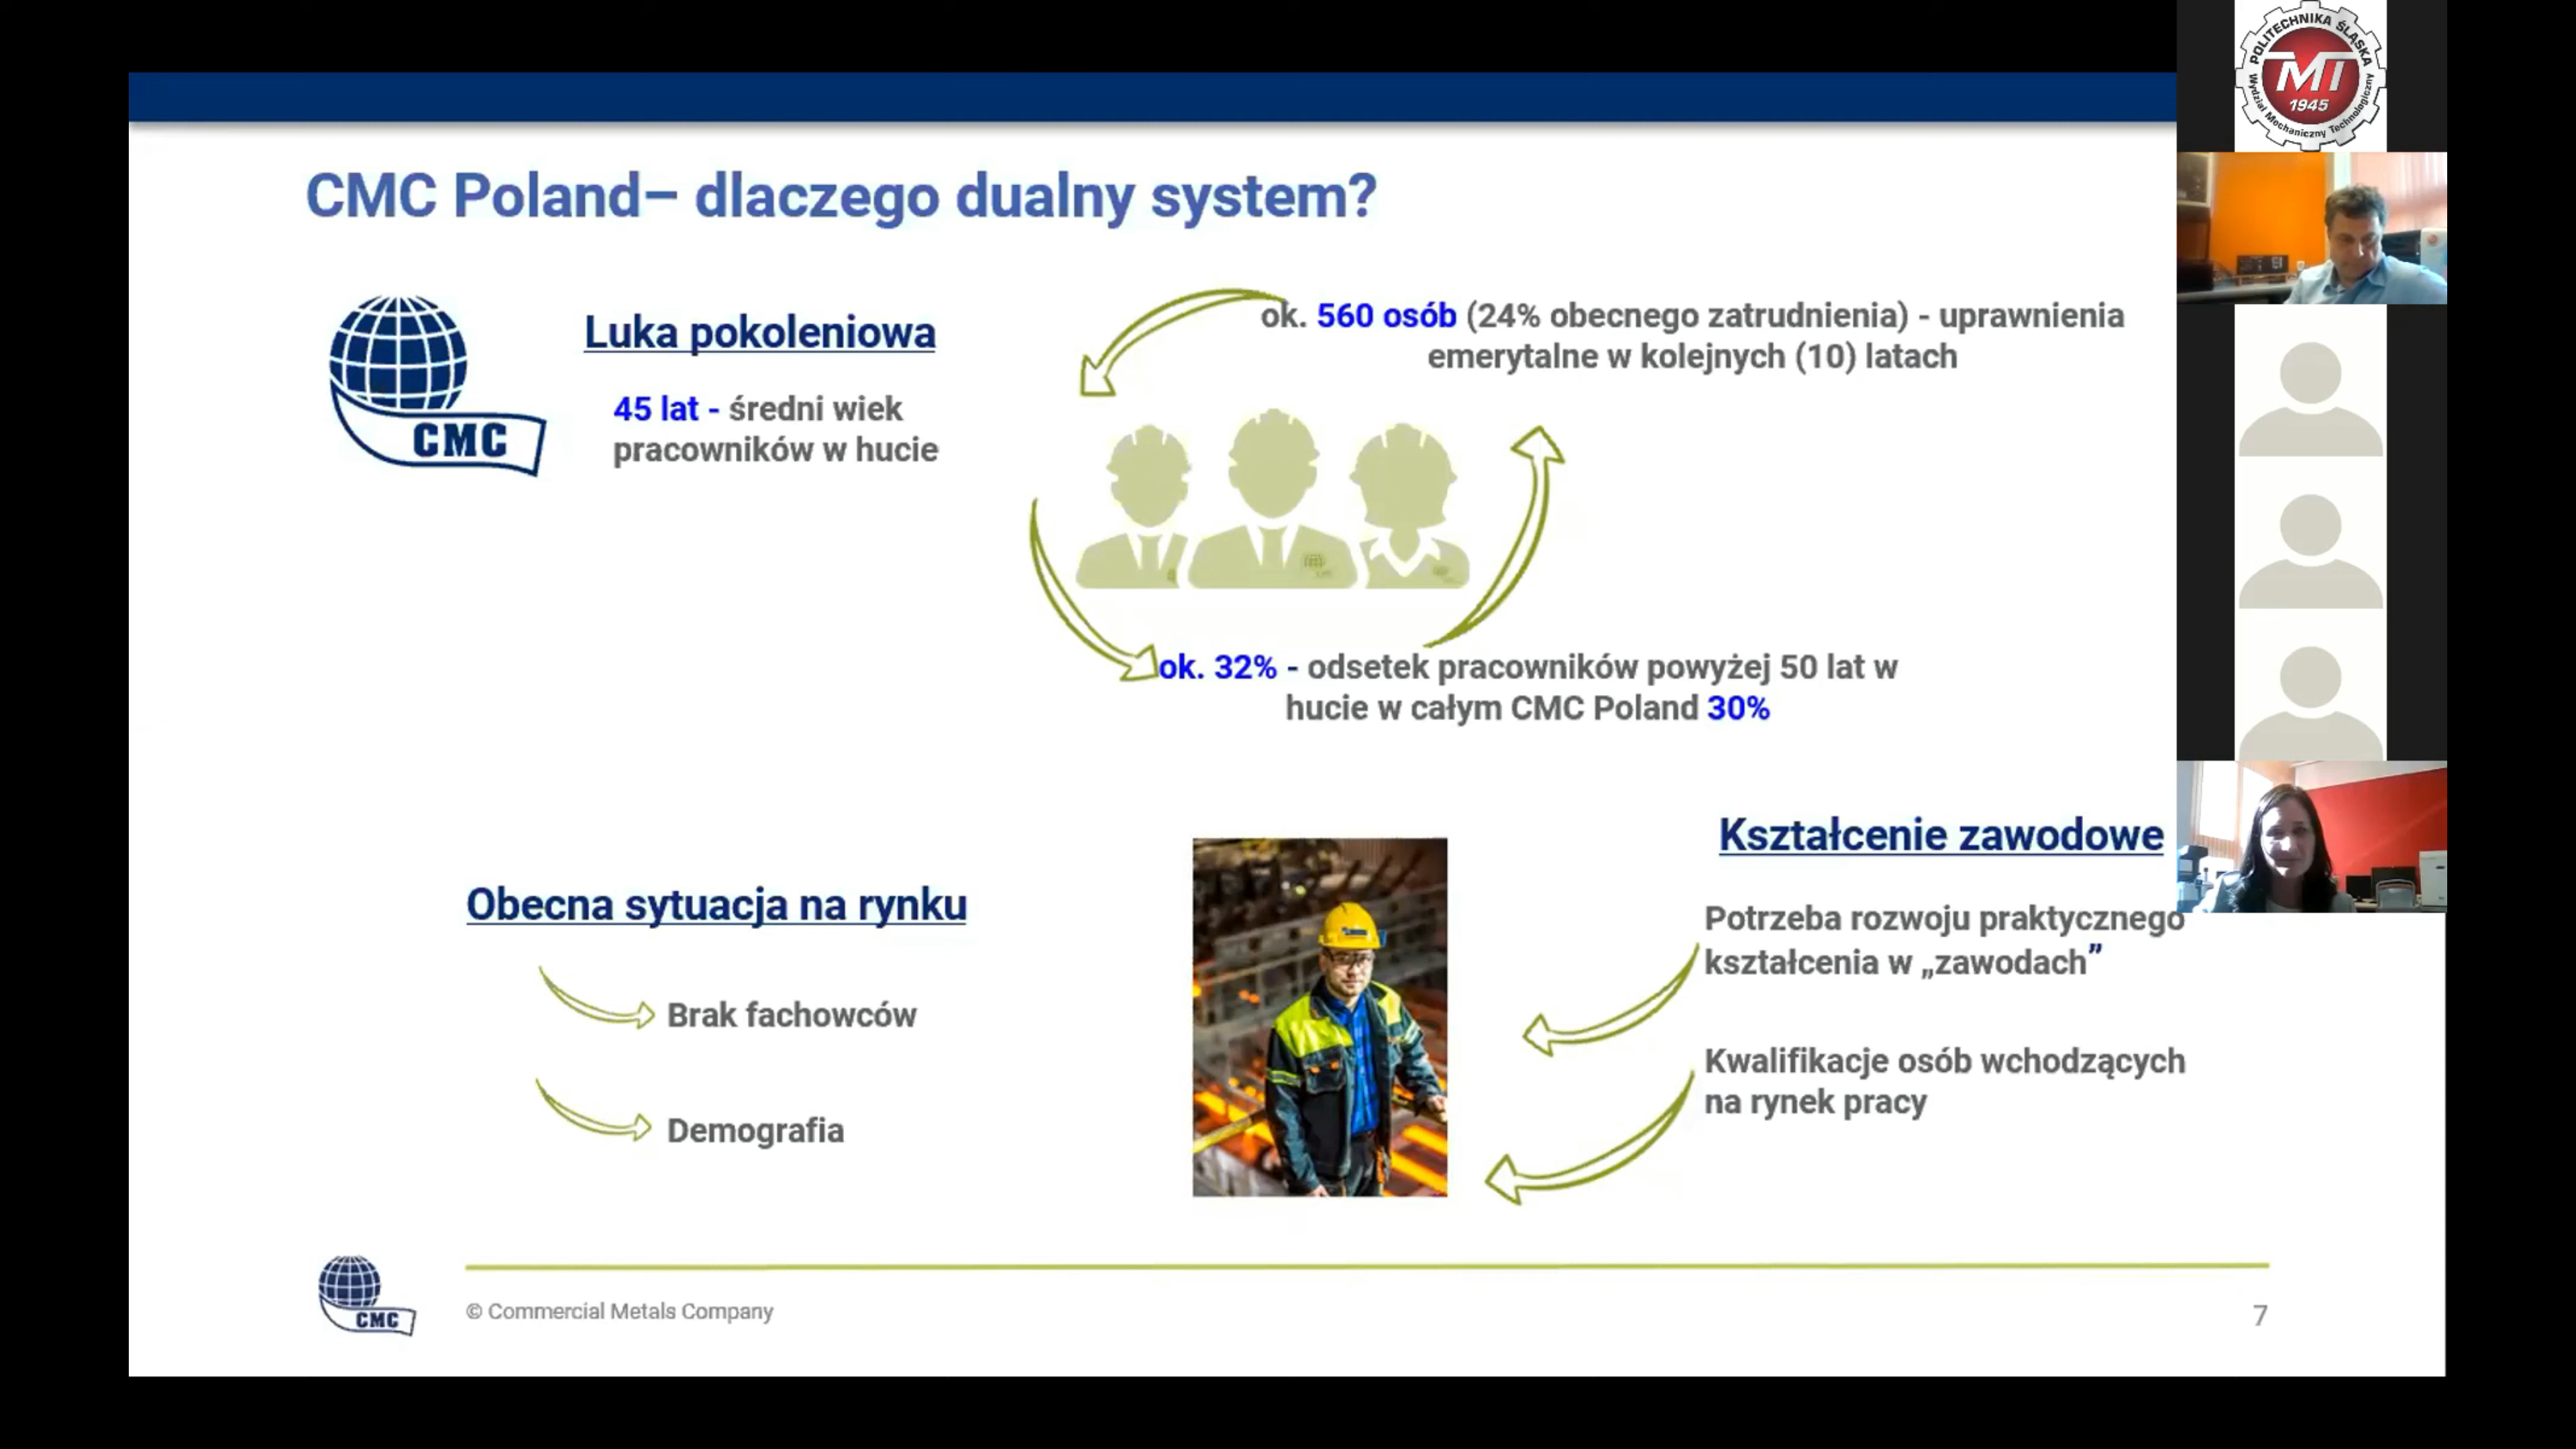 CMC Poland– dlaczego dualny system?
CMC
Luka pokoleniowa
45 lat - średni wiek
pracowników w hucie
ok. 560 osób (24% obecnego zatrudnienia) - uprawnienia
emerytalne w kolejnych (10) latach
ok. 32% - odsetek pracowników powyżej 50 lat w
hucie w całym CMC Poland 30%
Obecna sytuacja na rynku
Brak fachowców
Demografia
Kształcenie zawodowe
Potrzeba rozwoju praktycznego
kształcenia w „zawodach”
Kwalifikacje osób wchodzących
na rynek pracy
CMC
© Commercial Metals Company
7
POLITECHNIKA ŚLĄSKA
MT
1945
Wydział Mechaniczny Technologiczny